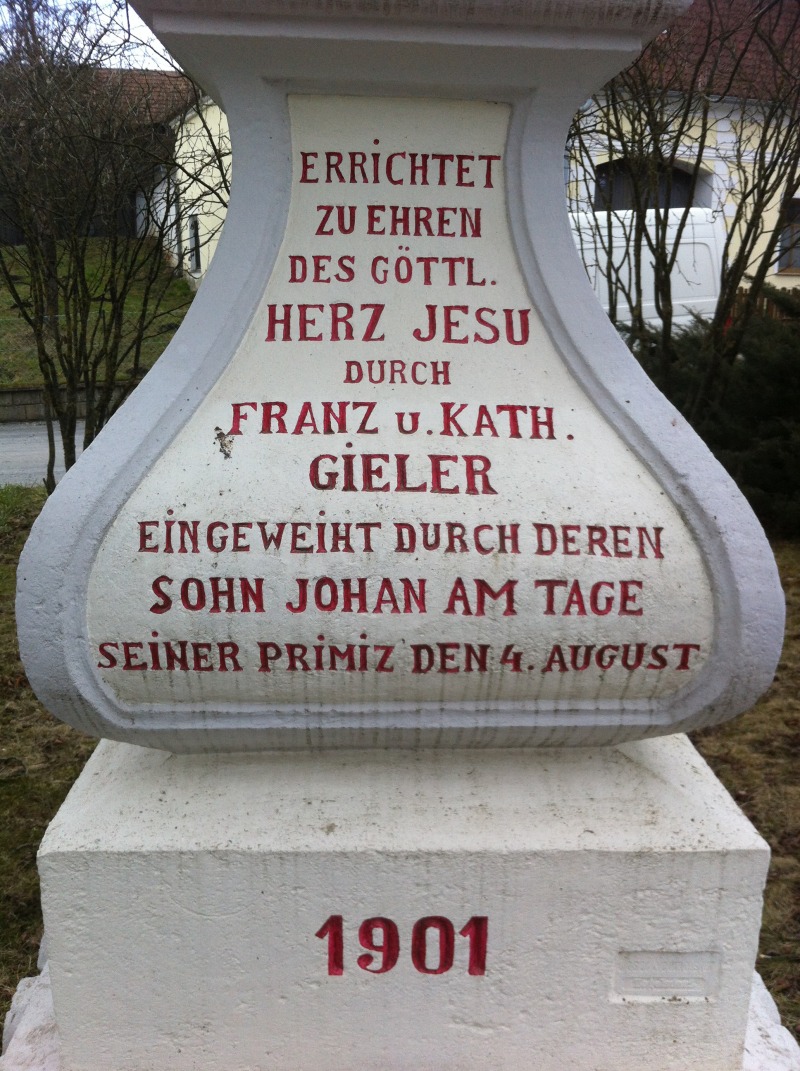 ERRICHTET
ZU EHREN
DES GÖTTL.
HERZ JESU
DURCH
FRANZ u. KATH.
GIELER
EINGEWEIHT DURCH DEREN
SOHN JOHAN AM TAGE
SEINER PRIMIZ DEN 4. AUGUST
1901